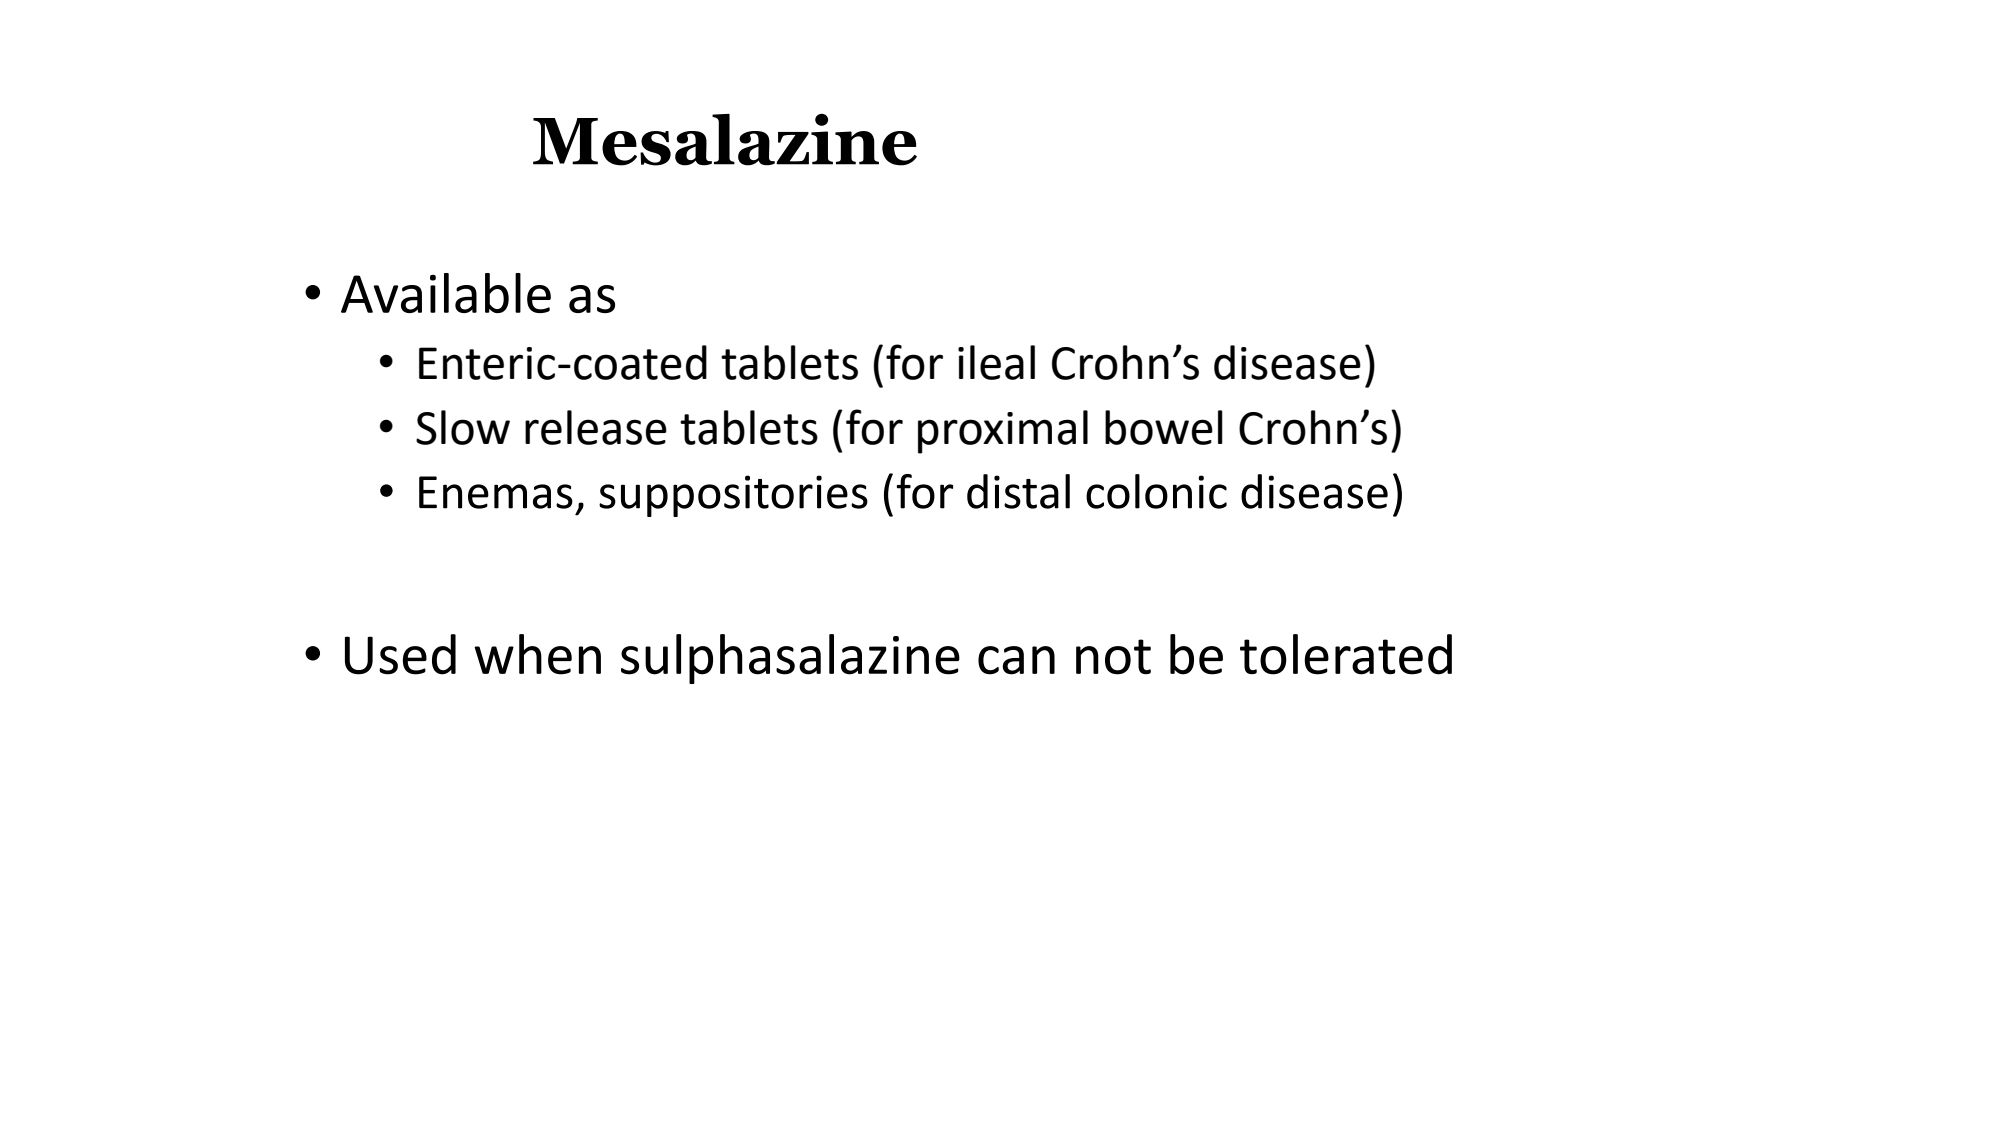 Mesalazine
• Available as
• Enteric-coated tablets (for ileal Crohn’s disease)
• Slow release tablets (for proximal bowel Crohn’s)
• Enemas, suppositories (for distal colonic disease)
• Used when sulphasalazine can not be tolerated